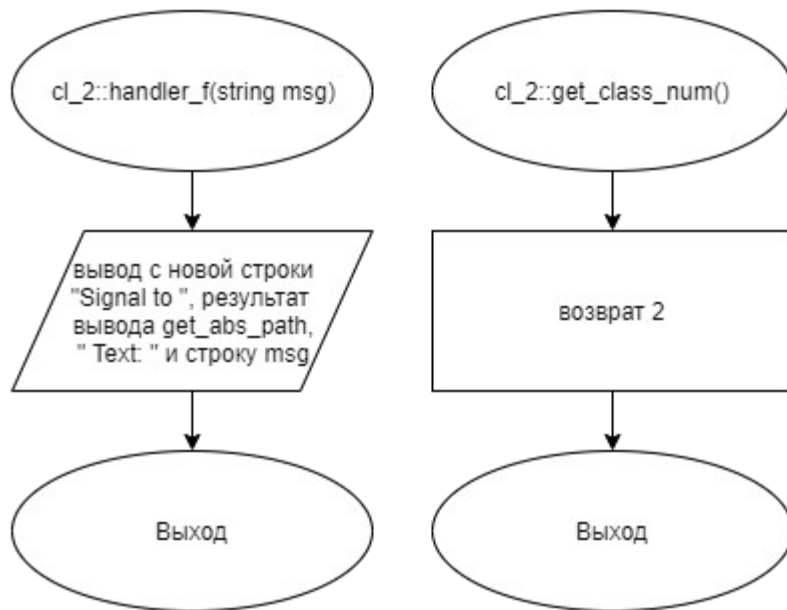 cl_2::handler_f(string msg)
вывод с новой строки
"Signal to ", результат
вывода get_abs_path,
" Text: " и строку msg
Выход
cl_2::get_class_num()
возврат 2
Выход